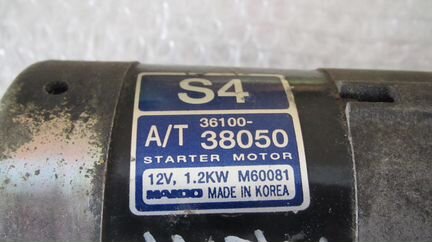 S4
36100-
A/T 38050
STARTER MOTOR
12V, 1.2KW M60081
MANDO MADE IN KOREA